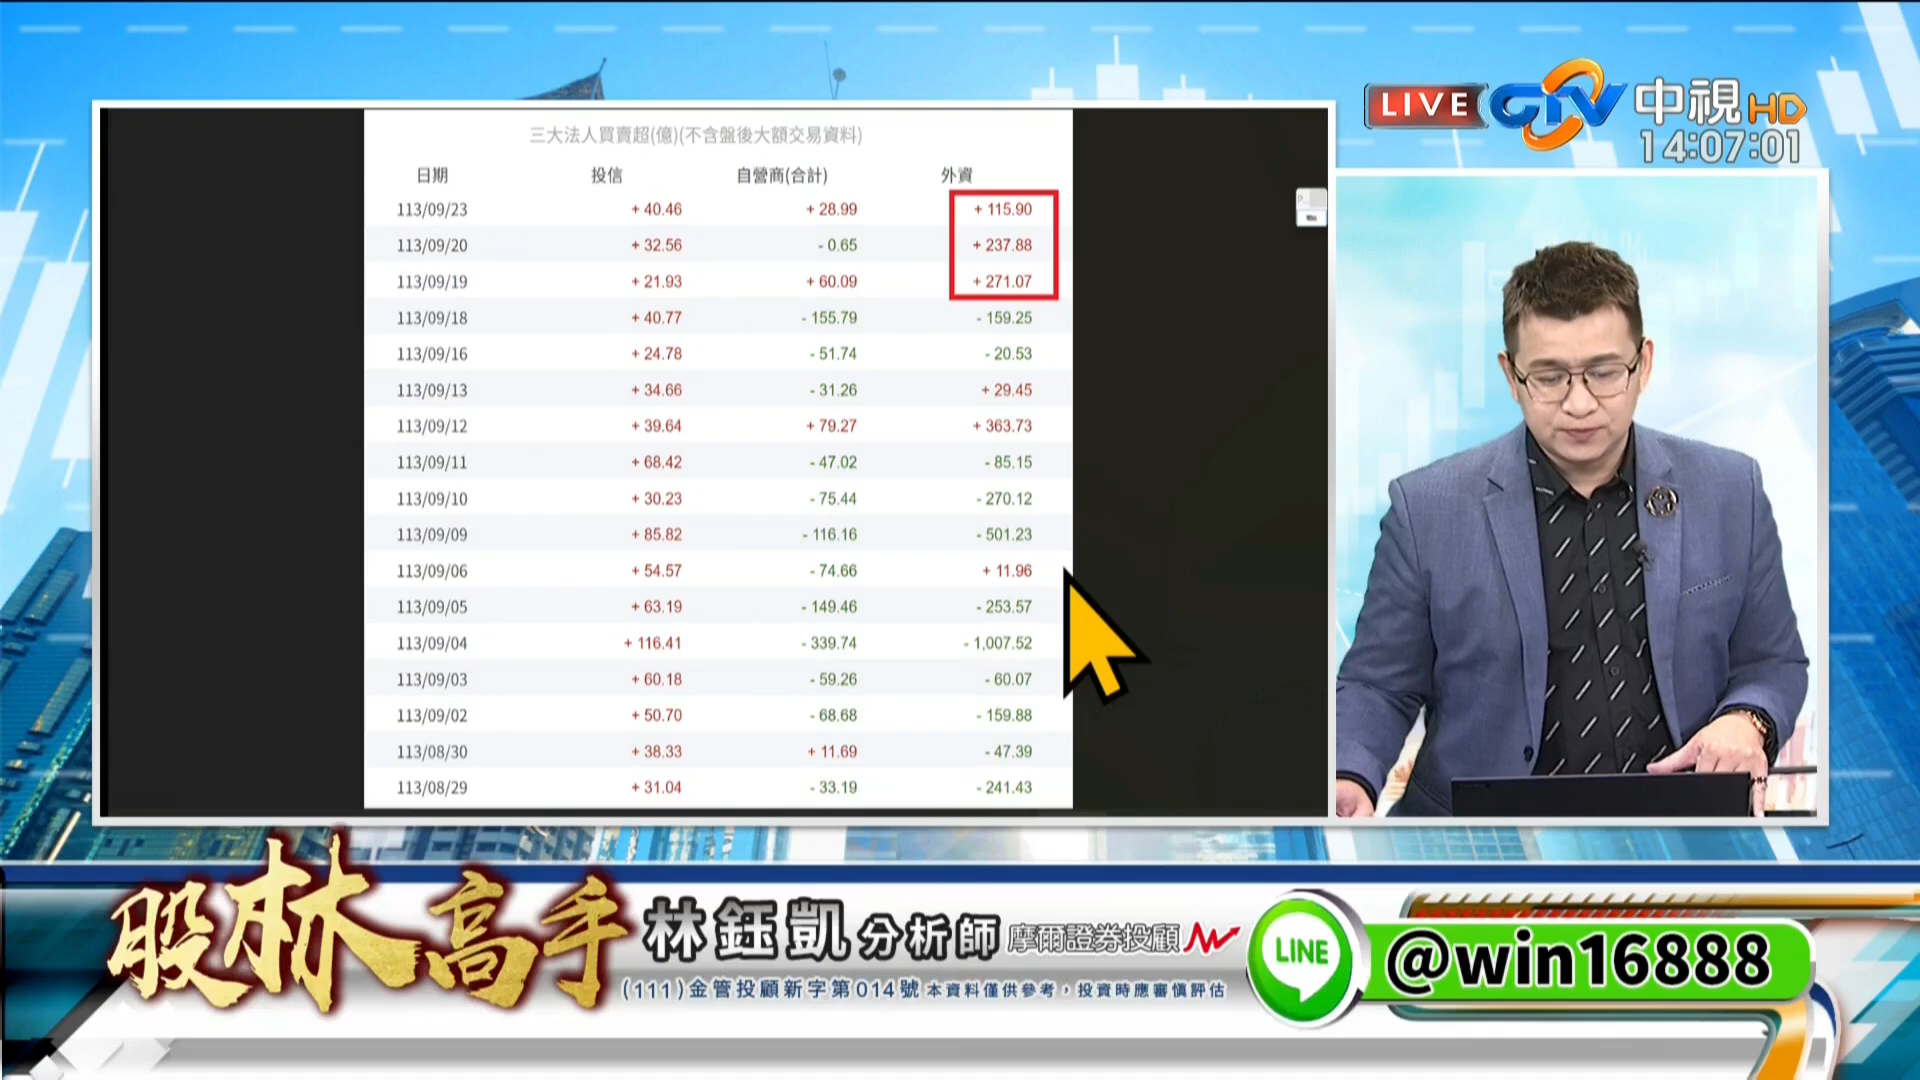 LIVE CTV 中視HD
14:07:01
三大法人買賣超(億)(不含盤後大額交易資料)
日期 投信 自營商(合計) 外資
113/09/23 + 40.46 + 28.99 + 115.90
113/09/20 + 32.56 - 0.65 + 237.88
113/09/19 + 21.93 + 60.09 + 271.07
113/09/18 + 40.77 - 155.79 - 159.25
113/09/16 + 24.78 - 51.74 - 20.53
113/09/13 + 34.66 - 31.26 + 29.45
113/09/12 + 39.64 + 79.27 + 363.73
113/09/11 + 68.42 - 47.02 - 85.15
113/09/10 + 30.23 - 75.44 - 270.12
113/09/09 + 85.82 - 116.16 - 501.23
113/09/06 + 54.57 - 74.66 + 11.96
113/09/05 + 63.19 - 149.46 - 253.57
113/09/04 + 116.41 - 339.74 - 1,007.52
113/09/03 + 60.18 - 59.26 - 60.07
113/09/02 + 50.70 - 68.68 - 159.88
113/08/30 + 38.33 + 11.69 - 47.39
113/08/29 + 31.04 - 33.19 - 241.43
股林高手 林鈺凱 分析師 摩爾證券投顧
(111)金管投顧新字第014號 本資料僅供參考，投資時應審慎評估
LINE @win16888